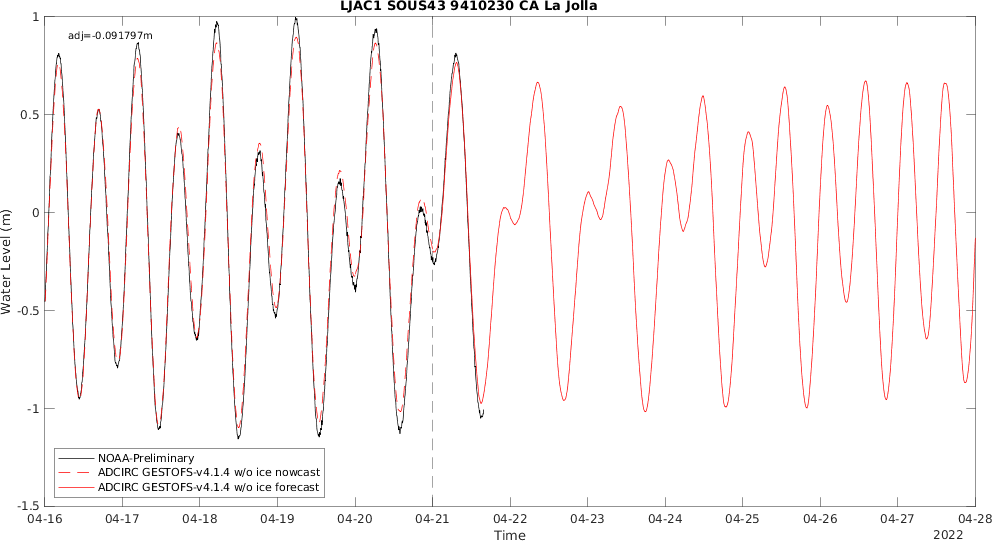 LJAC1 SOUS43 9410230 CA La Jolla
adj=-0.091797m
1
0.5
0
-0.5
-1
-1.5
Water Level (m)
NOAA-Preliminary
ADCIRC GESTOFS-v4.1.4 w/o ice nowcast
ADCIRC GESTOFS-v4.1.4 w/o ice forecast
04-16 04-17 04-18 04-19 04-20 04-21 04-22 04-23 04-24 04-25 04-26 04-27 04-28
Time
2022